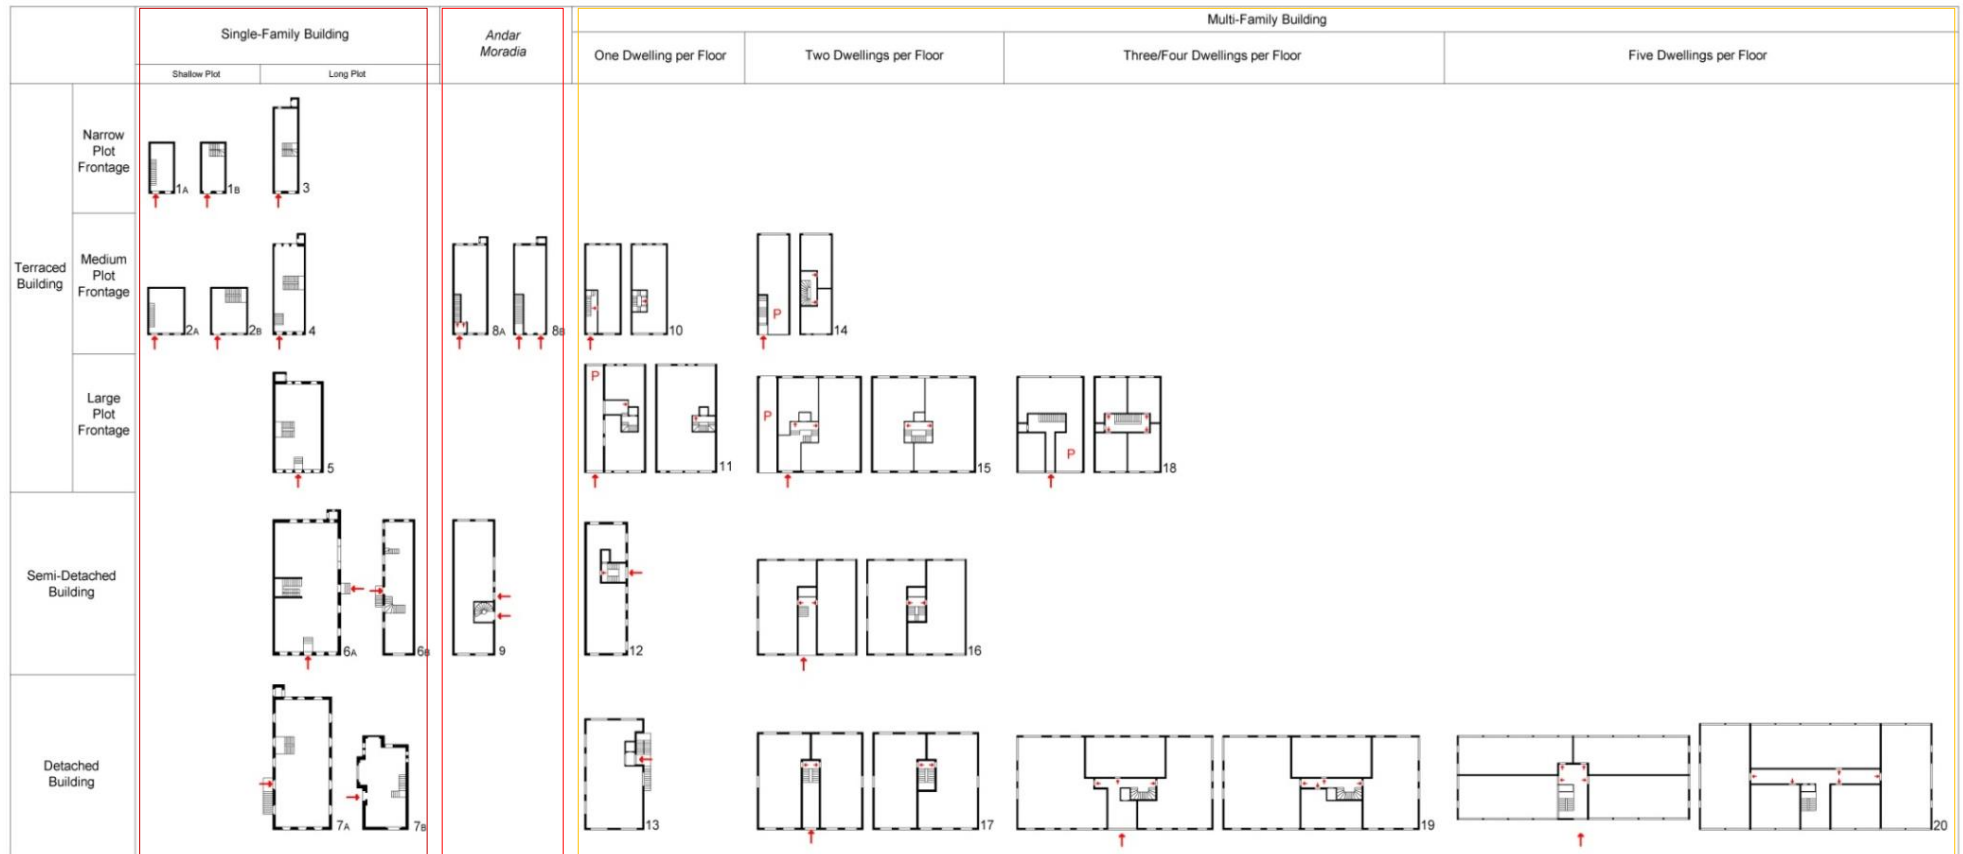 Single-Family Building
Andar
Moradia
Multi-Family Building
One Dwelling per Floor
Two Dwellings per Floor
Three/Four Dwellings per Floor
Five Dwellings per Floor
Shallow Plot
Long Plot
Terraced
Building
Narrow
Plot
Frontage
1A
1B
3
Medium
Plot
Frontage
2A
2B
4
8A
8B
10
P
14
Large
Plot
Frontage
5
P
11
P
15
P
18
Semi-Detached
Building
6A
6B
9
12
16
Detached
Building
7A
7B
13
17
19
20